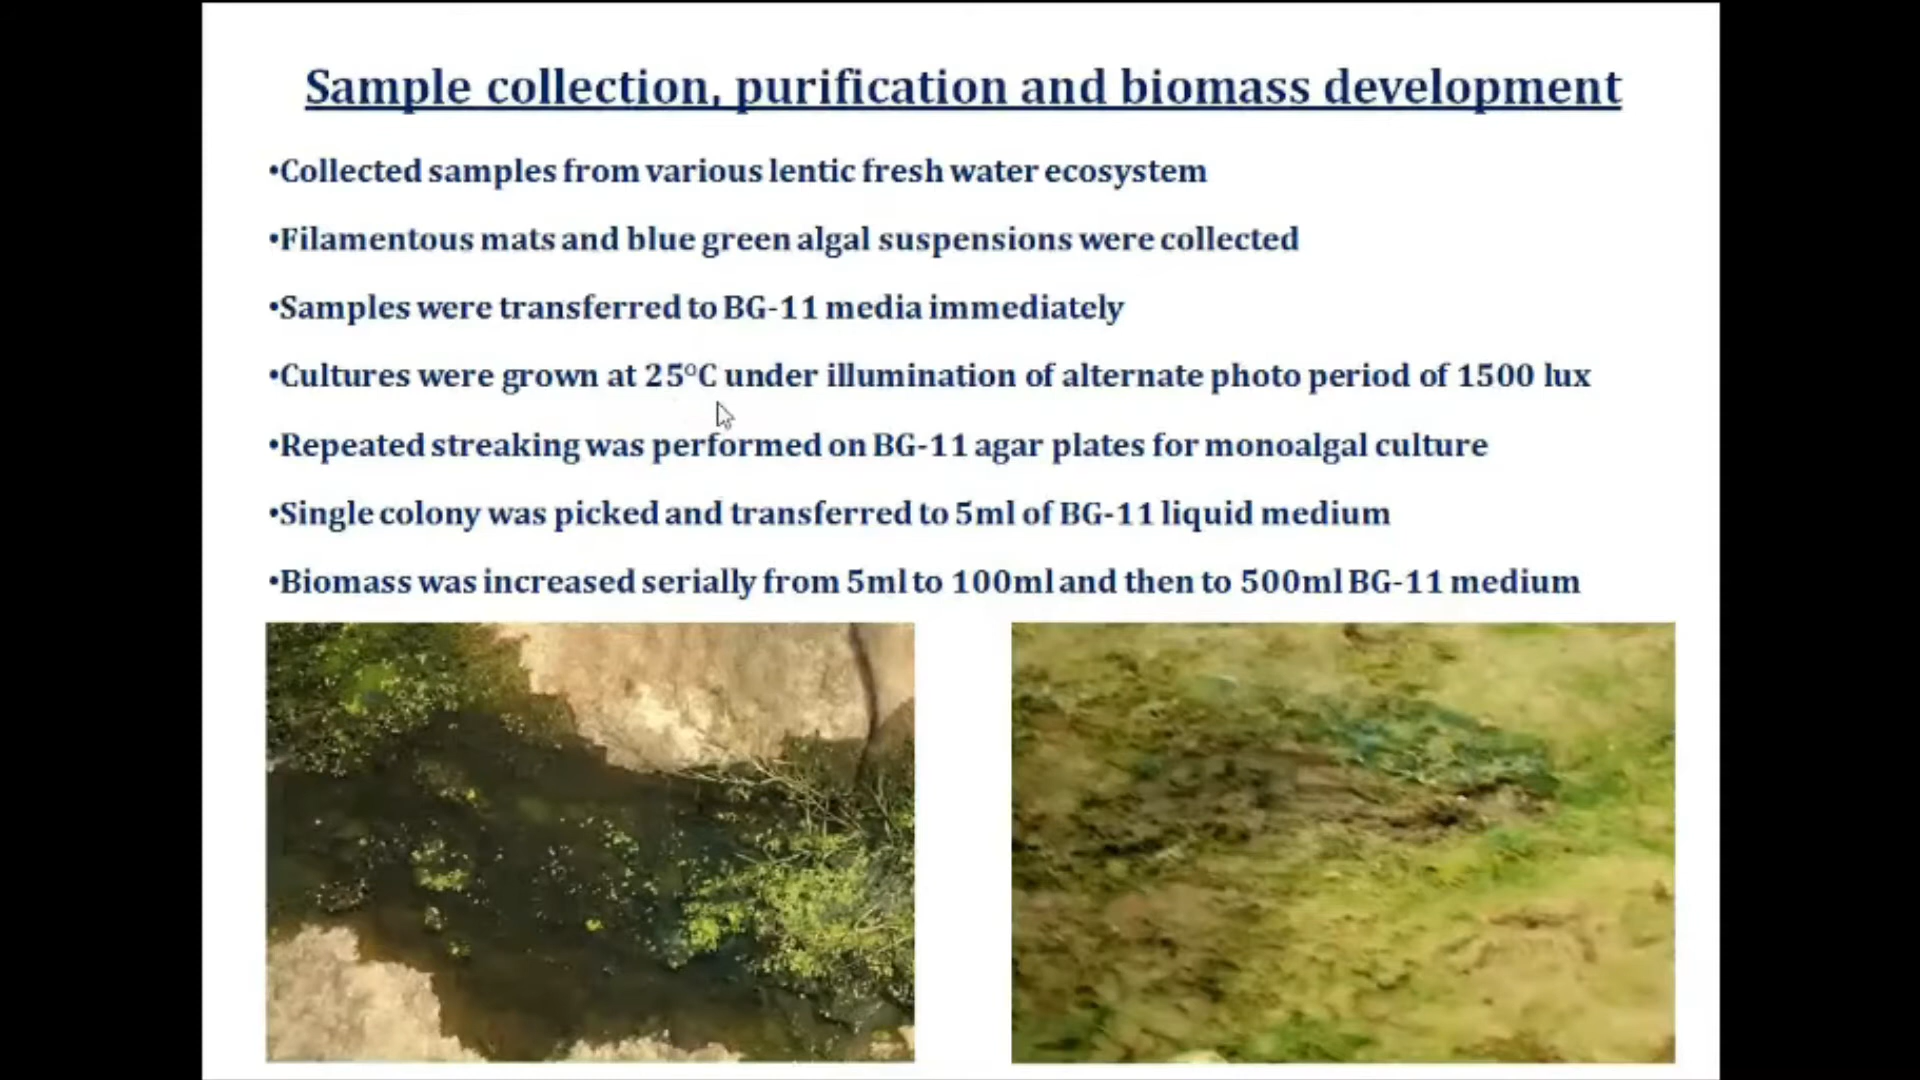 Sample collection, purification and biomass development
•Collected samples from various lentic fresh water ecosystem
•Filamentous mats and blue green algal suspensions were collected
•Samples were transferred to BG-11 media immediately
•Cultures were grown at 25°C under illumination of alternate photo period of 1500 lux
•Repeated streaking was performed on BG-11 agar plates for monoalgal culture
•Single colony was picked and transferred to 5ml of BG-11 liquid medium
•Biomass was increased serially from 5ml to 100ml and then to 500ml BG-11 medium